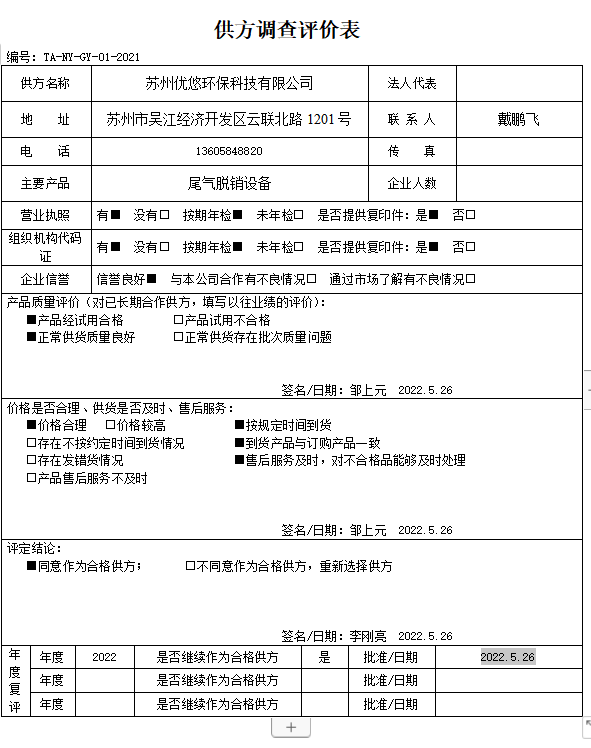 供方调查评价表
编号：TA-NY-GY-01-2021
供方名称 苏州优您环保科技有限公司 法人代表
地 址 苏州市吴江经济开发区云联北路 1201 号 联 系 人 戴鹏飞
电 话 13605848820 传 真
主要产品 尾气脱销设备 企业人数
营业执照 有■ 没有□ 按期年检■ 未年检□ 是否提供复印件：是■ 否□
组织机构代码证 有■ 没有□ 按期年检■ 未年检□ 是否提供复印件：是■ 否□
企业信誉 信誉良好■ 与本公司合作有不良情况□ 通过市场了解有不良情况□
产品质量评价（对已长期合作供方，填写以往业绩的评价）：
■产品经试用合格 □产品试用不合格
■正常供货质量良好 □正常供货存在批次质量问题
签名/日期：邹上元 2022.5.26
价格是否合理、供货是否及时、售后服务：
■价格合理 □价格较高 ■按规定时间到货
□存在不按约定时间到货情况 ■到货产品与订购产品一致
□存在发错货情况 ■售后服务及时，对不合格品能够及时处理
□产品售后服务不及时
签名/日期：邹上元 2022.5.26
评定结论：
■同意作为合格供方； □不同意作为合格供方，重新选择供方
签名/日期：李刚亮 2022.5.26
年度复评 年度 2022 是否继续作为合格供方 是 批准/日期 2022.5.26
年度 是否继续作为合格供方 批准/日期
年度 是否继续作为合格供方 批准/日期